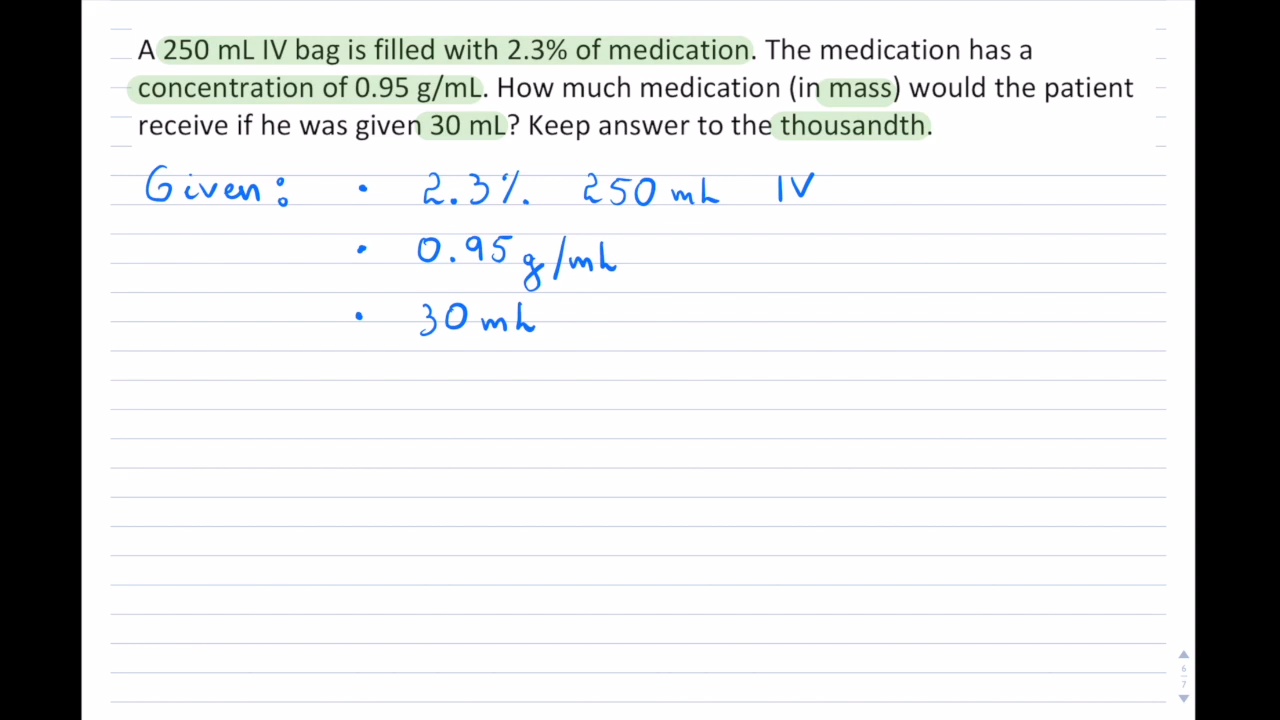 A 250 mL IV bag is filled with 2.3% of medication. The medication has a
concentration of 0.95 g/mL. How much medication (in mass) would the patient
receive if he was given 30 mL? Keep answer to the thousandth.
Given: • 2.3% 250 mL IV
• 0.95 g/mL
• 30 mL
6
7